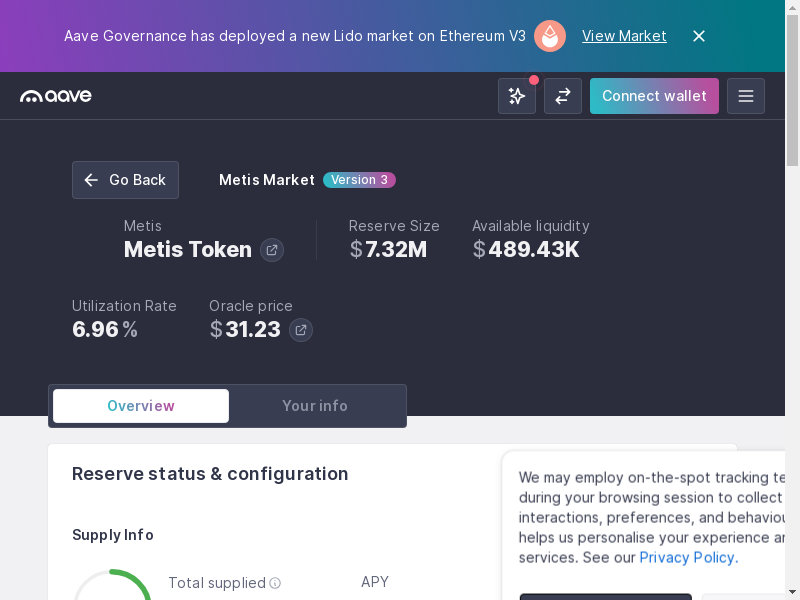 Aave Governance has deployed a new Lido market on Ethereum V3 View Market
aave
Connect wallet
Go Back
Metis Market Version 3
Metis
Metis Token
Reserve Size
$7.32M
Available liquidity
$489.43K
Utilization Rate
6.96%
Oracle price
$31.23
Overview
Your info
Reserve status & configuration
Supply Info
Total supplied
APY
We may employ on-the-spot tracking
during your browsing session to collect
interactions, preferences, and
helps us personalise your experience
services. See our Privacy Policy.